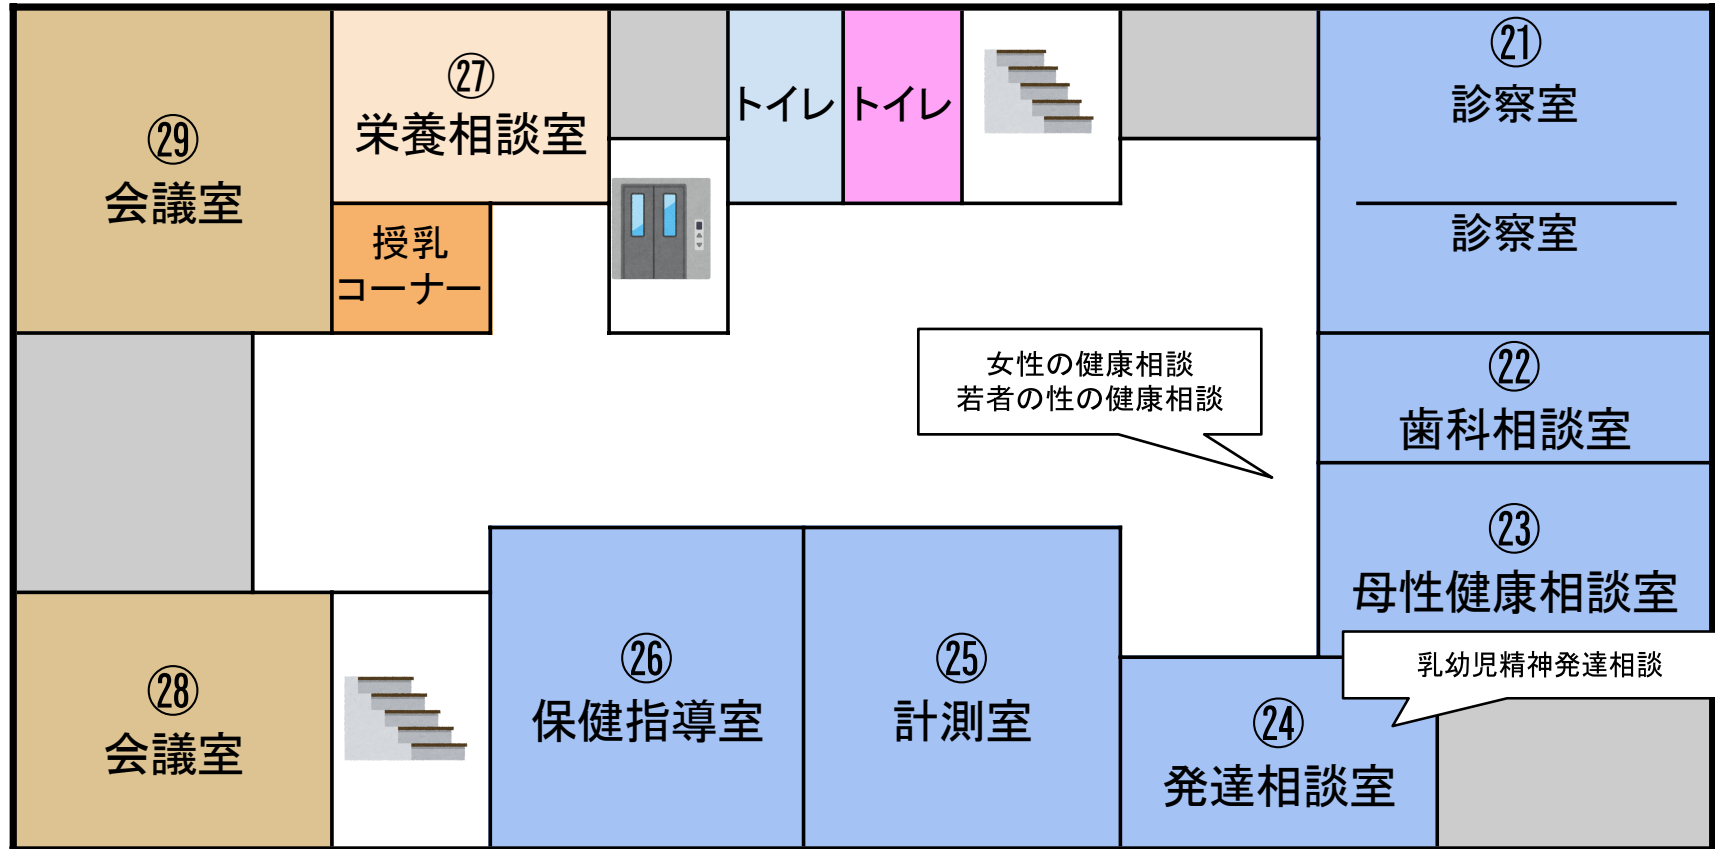 ㉙
会議室
㉗
栄養相談室
授乳
コーナー
トイレ
トイレ
㉑
診察室
診察室
女性の健康相談
若者の性の健康相談
㉒
歯科相談室
㉓
母性健康相談室
乳幼児精神発達相談
㉔
発達相談室
㉕
計測室
㉖
保健指導室
㉘
会議室